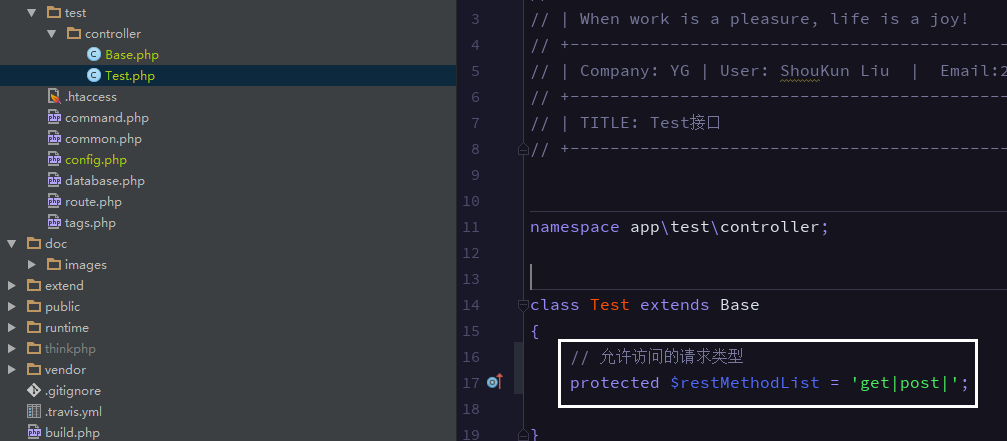 test
controller
Base.php
Test.php
.htaccess
command.php
common.php
config.php
database.php
route.php
tags.php
doc
images
extend
public
runtime
thinkphp
vendor
.gitignore
.travis.yml
build.php
3 // | When work is a pleasure, life is a joy!
4 // +--------------------------------------------
5 // | Company: YG | User: ShouKun Liu | Email:2
6 // +--------------------------------------------
7 // | TITLE: Test接口
8 // +--------------------------------------------
9
10
11 namespace app\test\controller;
12
13
14 class Test extends Base
15 {
16 // 允许访问的请求类型
17 protected $restMethodList = 'get|post|';
18
19 }